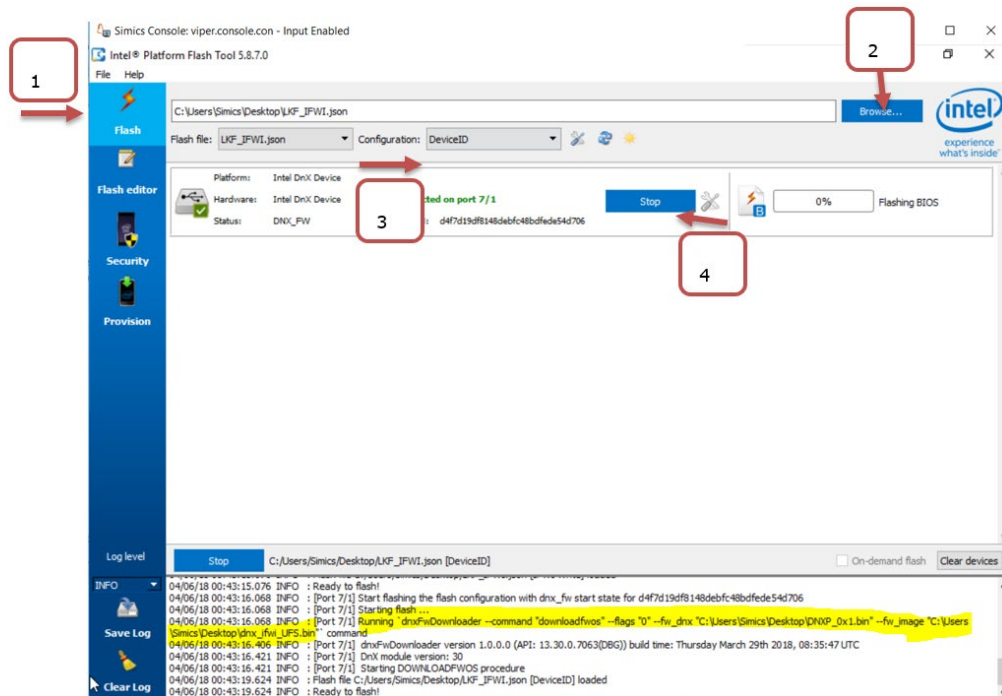 Simics Console: viper.console.con - Input Enabled
Intel® Platform Flash Tool 5.8.7.0
File Help
1
2
3
4
Flash
Flash editor
Security
Provision
C:\Users\Simics\Desktop\LKF_IFWI.json
Browse...
intel
experience
what's inside™
Flash file: LKF_IFWI.json Configuration: DeviceID
Platform: Intel DnX Device
Hardware: Intel DnX Device cted on port 7/1
Status: DNX_FW : d4f7d19df8148debfc48bdfede54d706
Stop
B
0%
Flashing BIOS
Log level
INFO
Save Log
Clear Log
Stop C:/Users/Simics/Desktop/LKF_IFWI.json [DeviceID] On-demand flash Clear devices
04/06/18 00:43:15.076 INFO : Ready to flash!
04/06/18 00:43:16.068 INFO : [Port 7/1] Start flashing the flash configuration with dnx_fw start state for d4f7d19df8148debfc48bdfede54d706
04/06/18 00:43:16.068 INFO : [Port 7/1] Starting flash ...
04/06/18 00:43:16.068 INFO : [Port 7/1] Running `dnxFwDownloader --command "downloadfwos" --flags "0" --fw_dnx "C:\Users\Simics\Desktop\DNXP_0x1.bin" --fw_image "C:\Users
\Simics\Desktop\dnx_ifwi_UFS.bin"` command
04/06/18 00:43:16.406 INFO : [Port 7/1] dnxFwDownloader version 1.0.0.0 (API: 13.30.0.7063(DBG)) build time: Thursday March 29th 2018, 08:35:47 UTC
04/06/18 00:43:16.421 INFO : [Port 7/1] DnX module version: 30
04/06/18 00:43:16.421 INFO : [Port 7/1] Starting DOWNLOADFWOS procedure
04/06/18 00:43:19.624 INFO : Flash file C:/Users/Simics/Desktop/LKF_IFWI.json [DeviceID] loaded
04/06/18 00:43:19.624 INFO : Ready to flash!